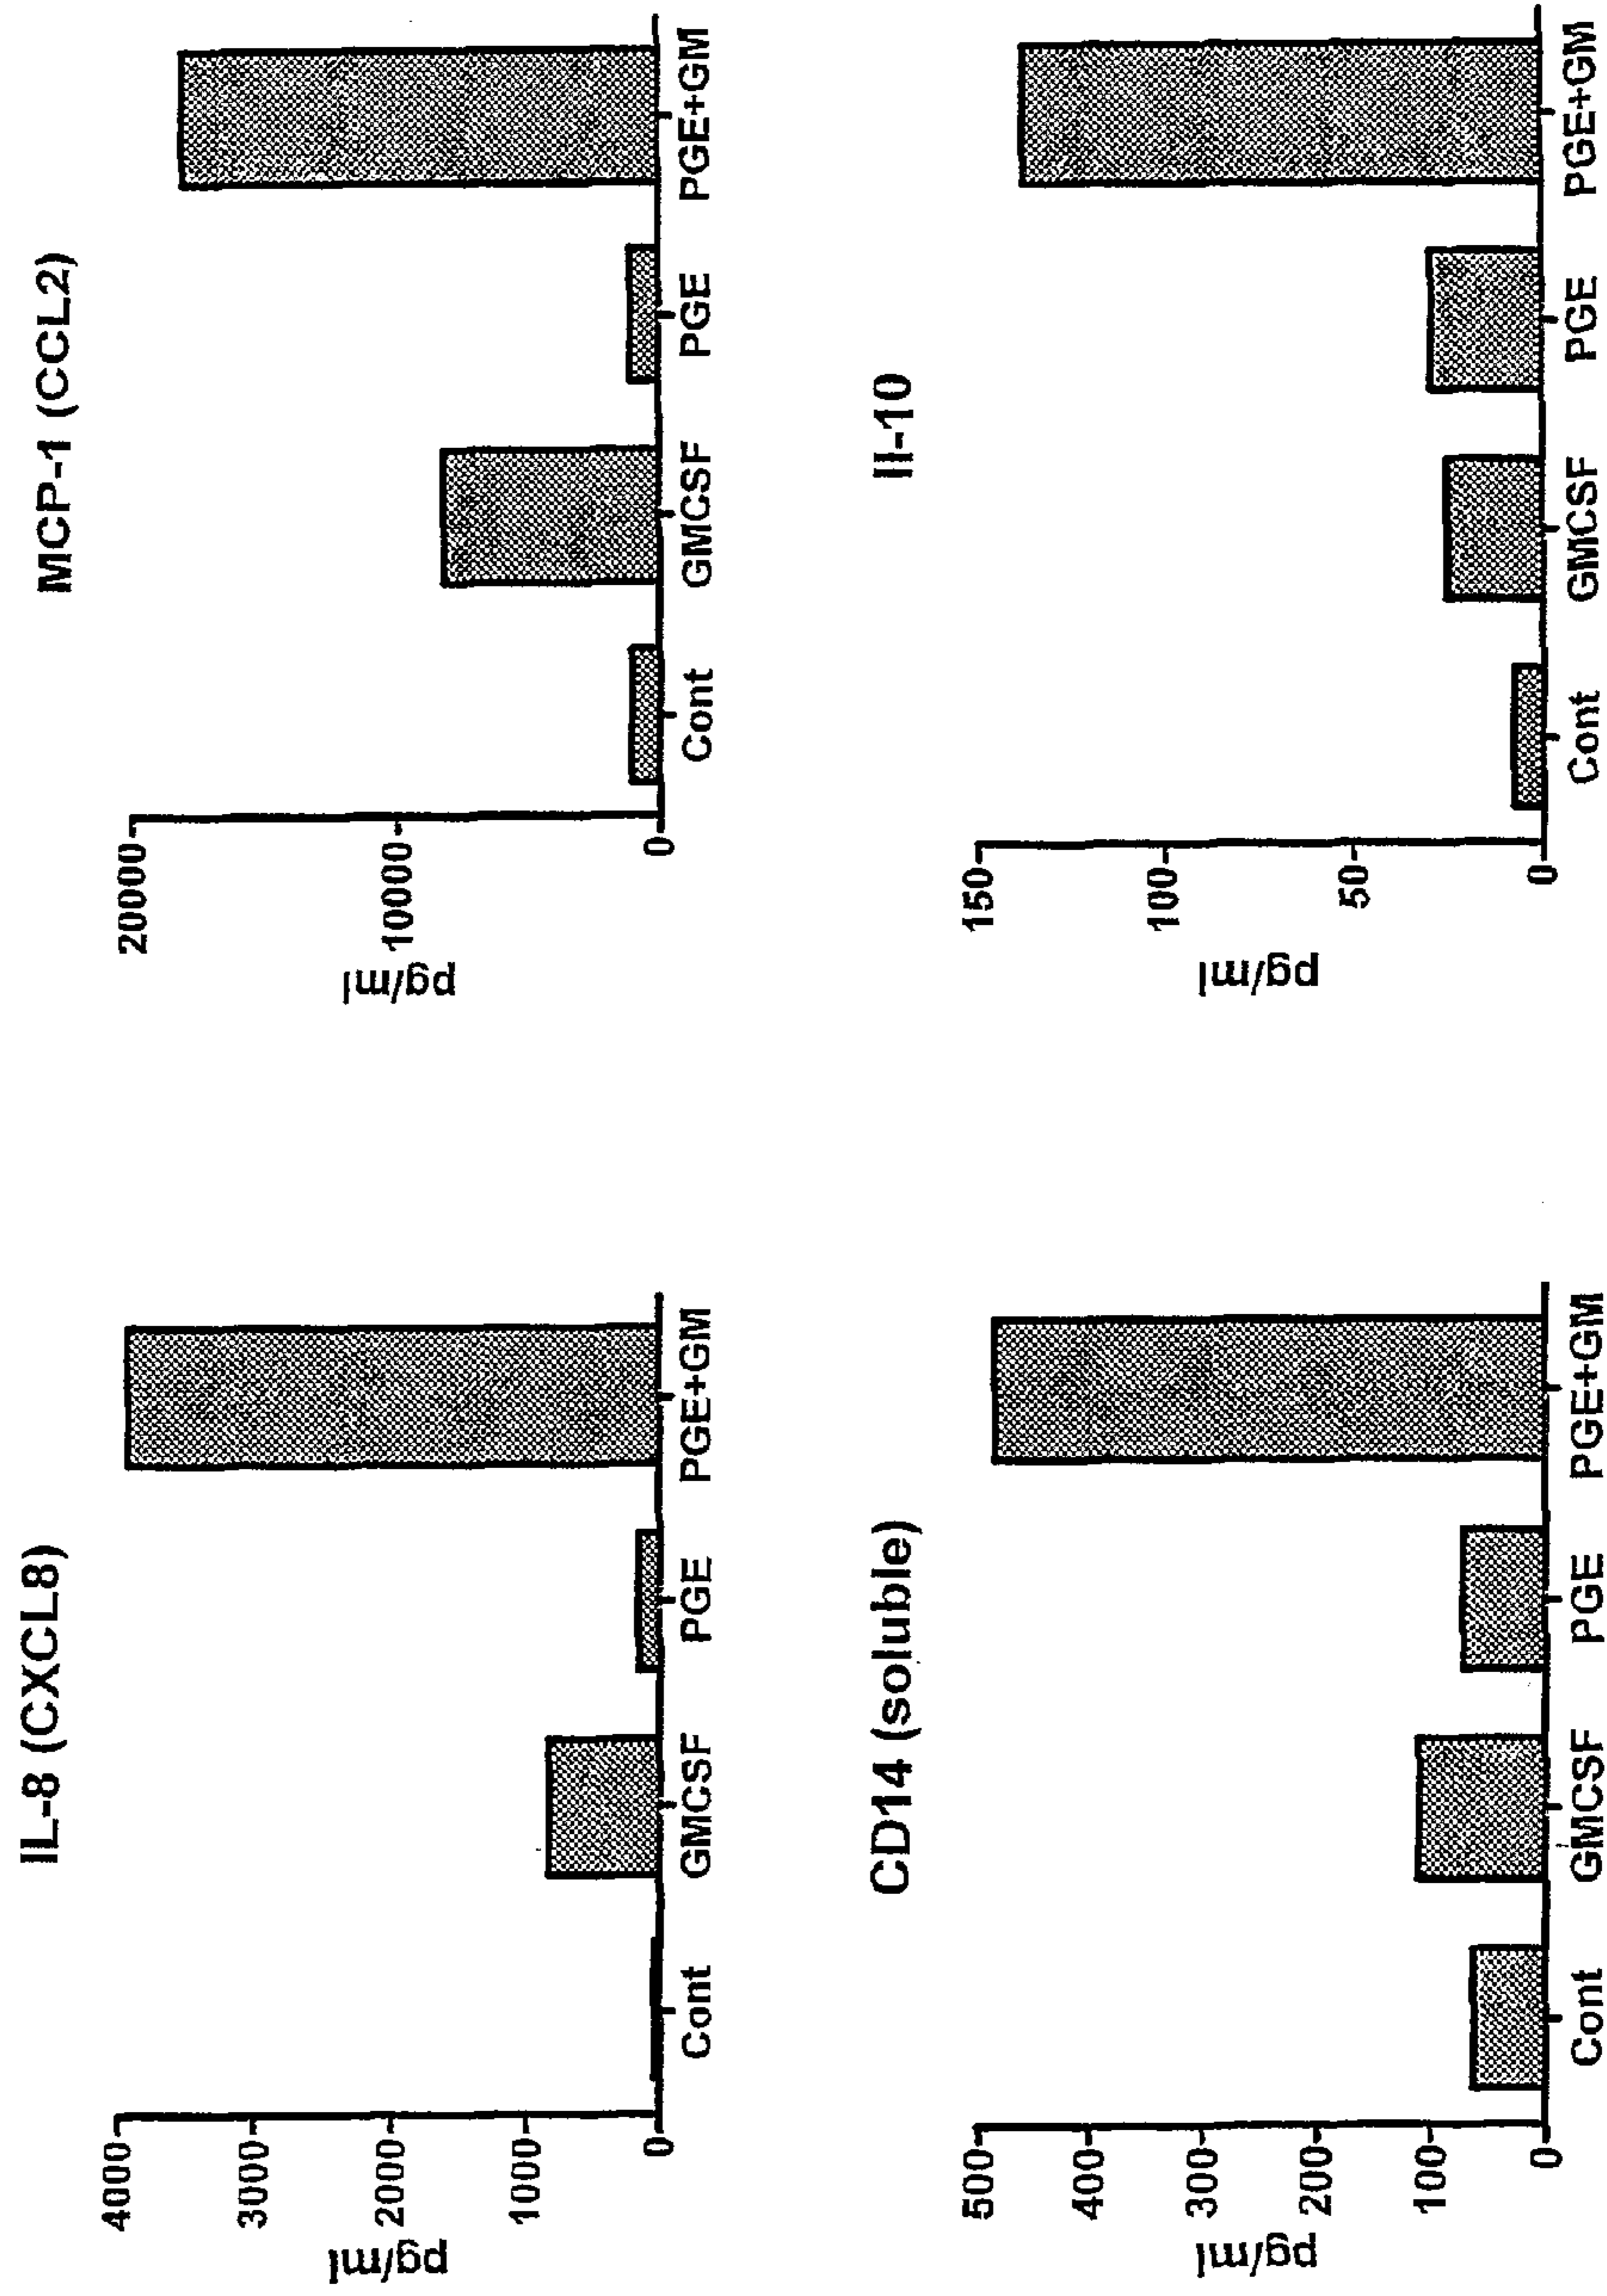 IL-8 (CXCL8)
pg/ml
4000
3000
2000
1000
0
Cont GMCSF PGE PGE+GM
MCP-1 (CCL2)
pg/ml
20000
10000
0
Cont GMCSF PGE PGE+GM
CD14 (soluble)
pg/ml
500
400
300
200
100
0
Cont GMCSF PGE PGE+GM
Il-10
pg/ml
150
100
50
0
Cont GMCSF PGE PGE+GM